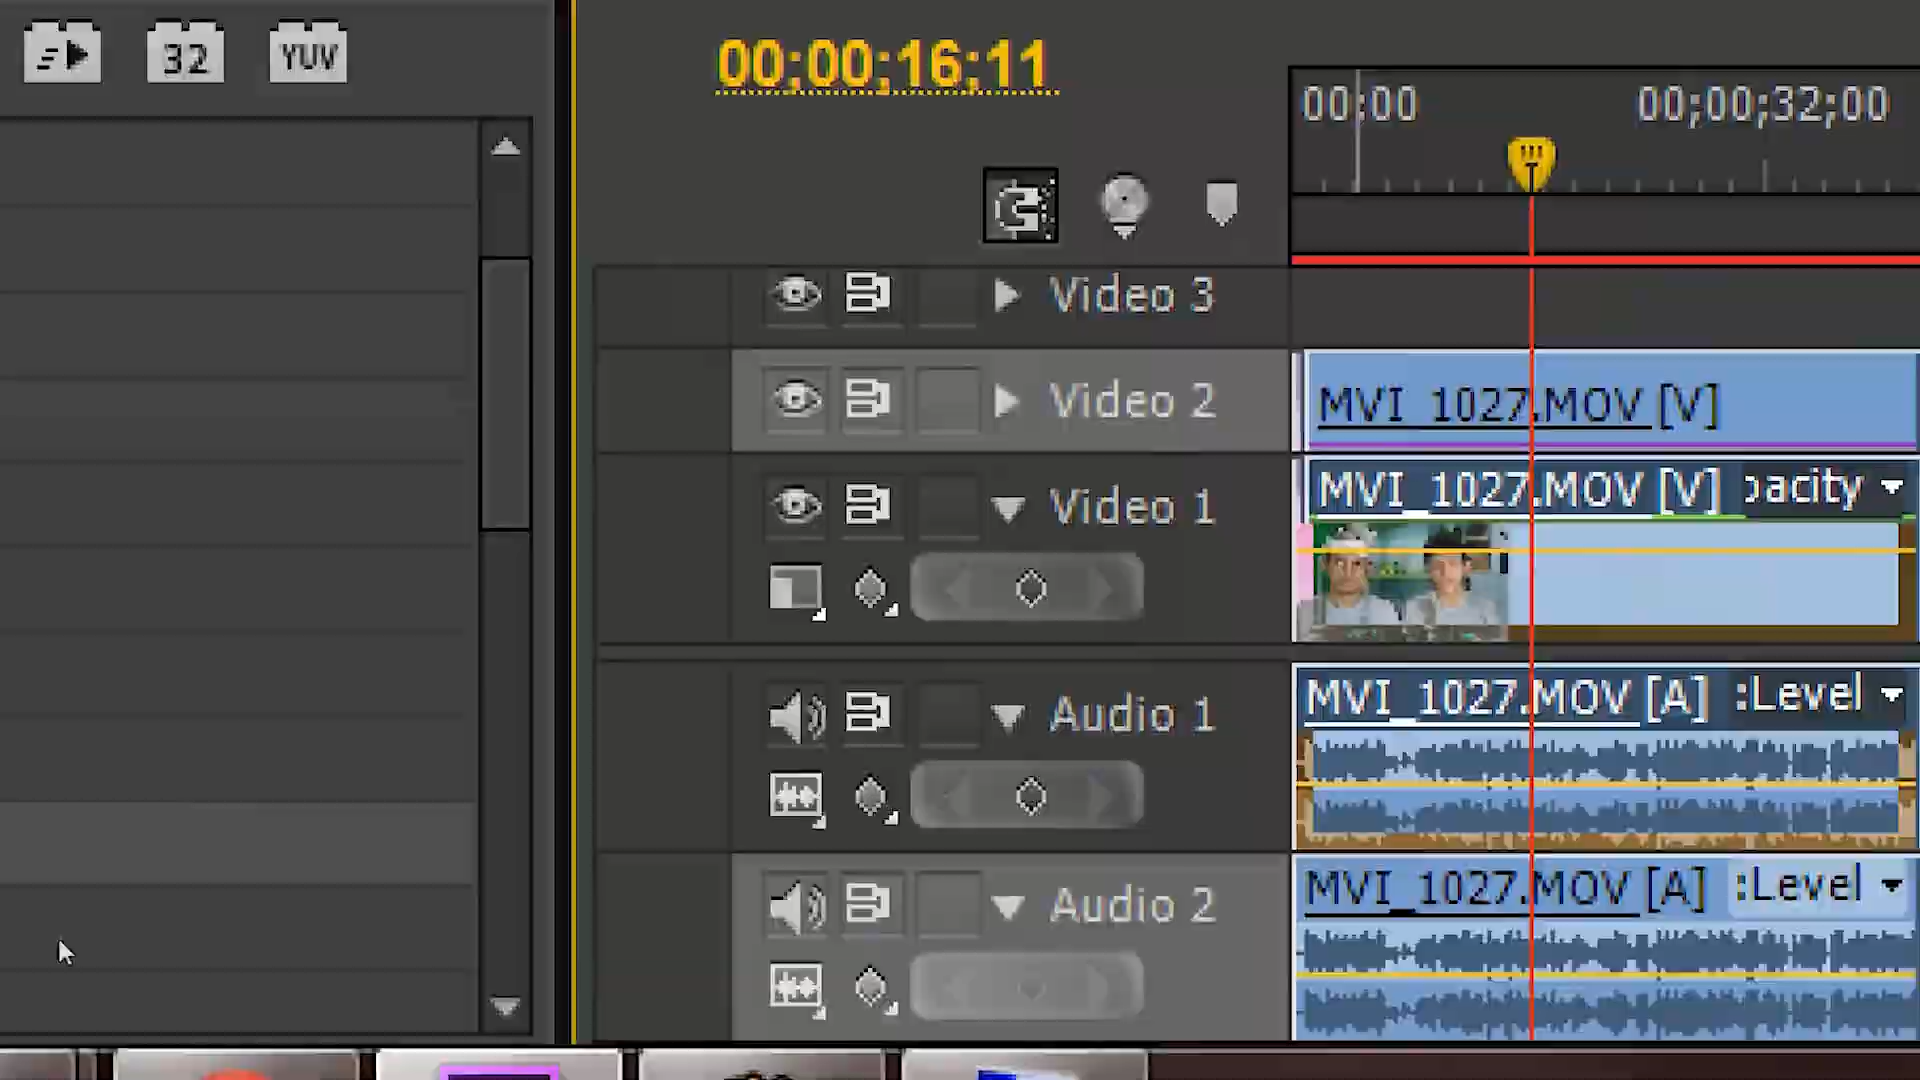 32 YUV
00;00;16;11
00;00 00;00;32;00
Video 3
Video 2 MVI_1027.MOV [V]
MVI_1027.MOV [V] pacity
Video 1
MVI_1027.MOV [A] :Level
Audio 1
MVI_1027.MOV [A] :Level
Audio 2